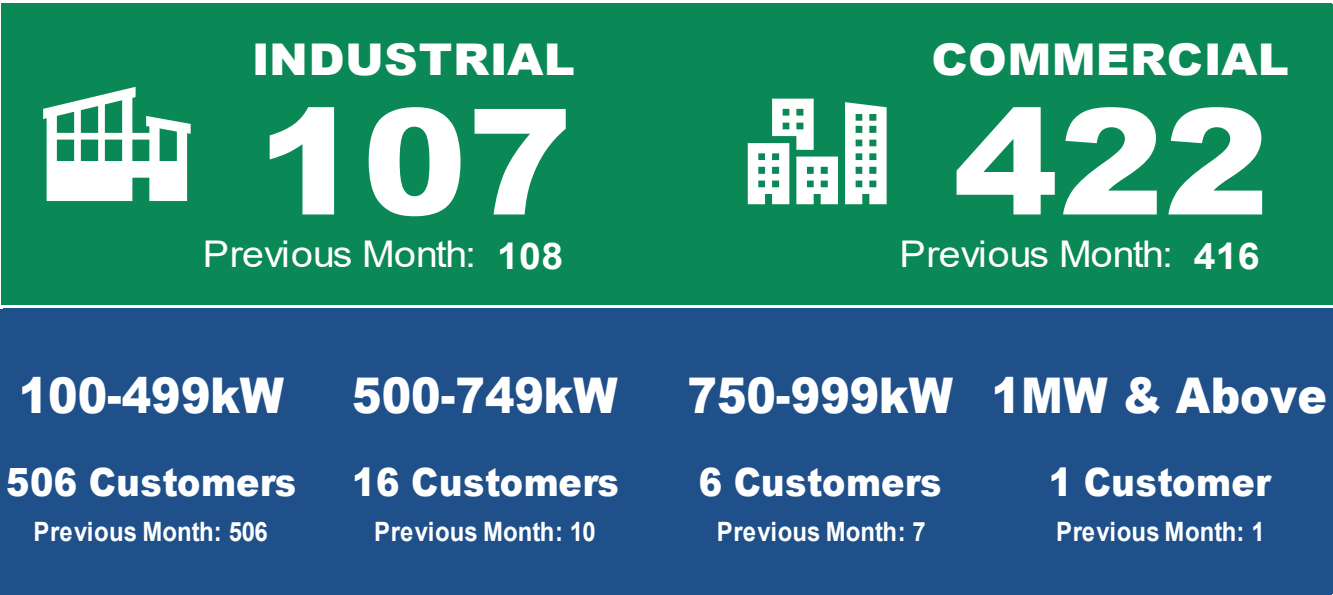 INDUSTRIAL
107
Previous Month: 108
COMMERCIAL
422
Previous Month: 416
100-499kW
506 Customers
Previous Month: 506
500-749kW
16 Customers
Previous Month: 10
750-999kW
6 Customers
Previous Month: 7
1MW & Above
1 Customer
Previous Month: 1